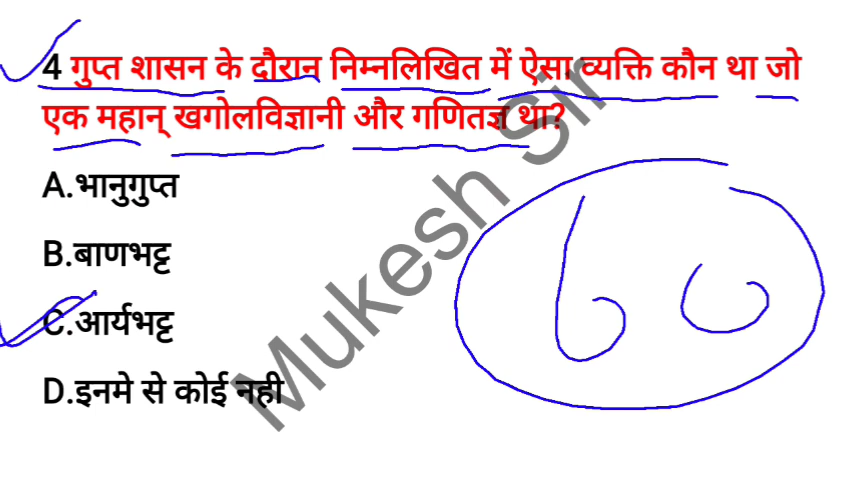 4 गुप्त शासन के दौरान निम्नलिखित में ऐसा व्यक्ति कौन था जो
एक महान् खगोलविज्ञानी और गणितज्ञ था?
A.भानुगुप्त
B.बाणभट्ट
C.आर्यभट्ट
D.इनमे से कोई नही
Mukesh Sir